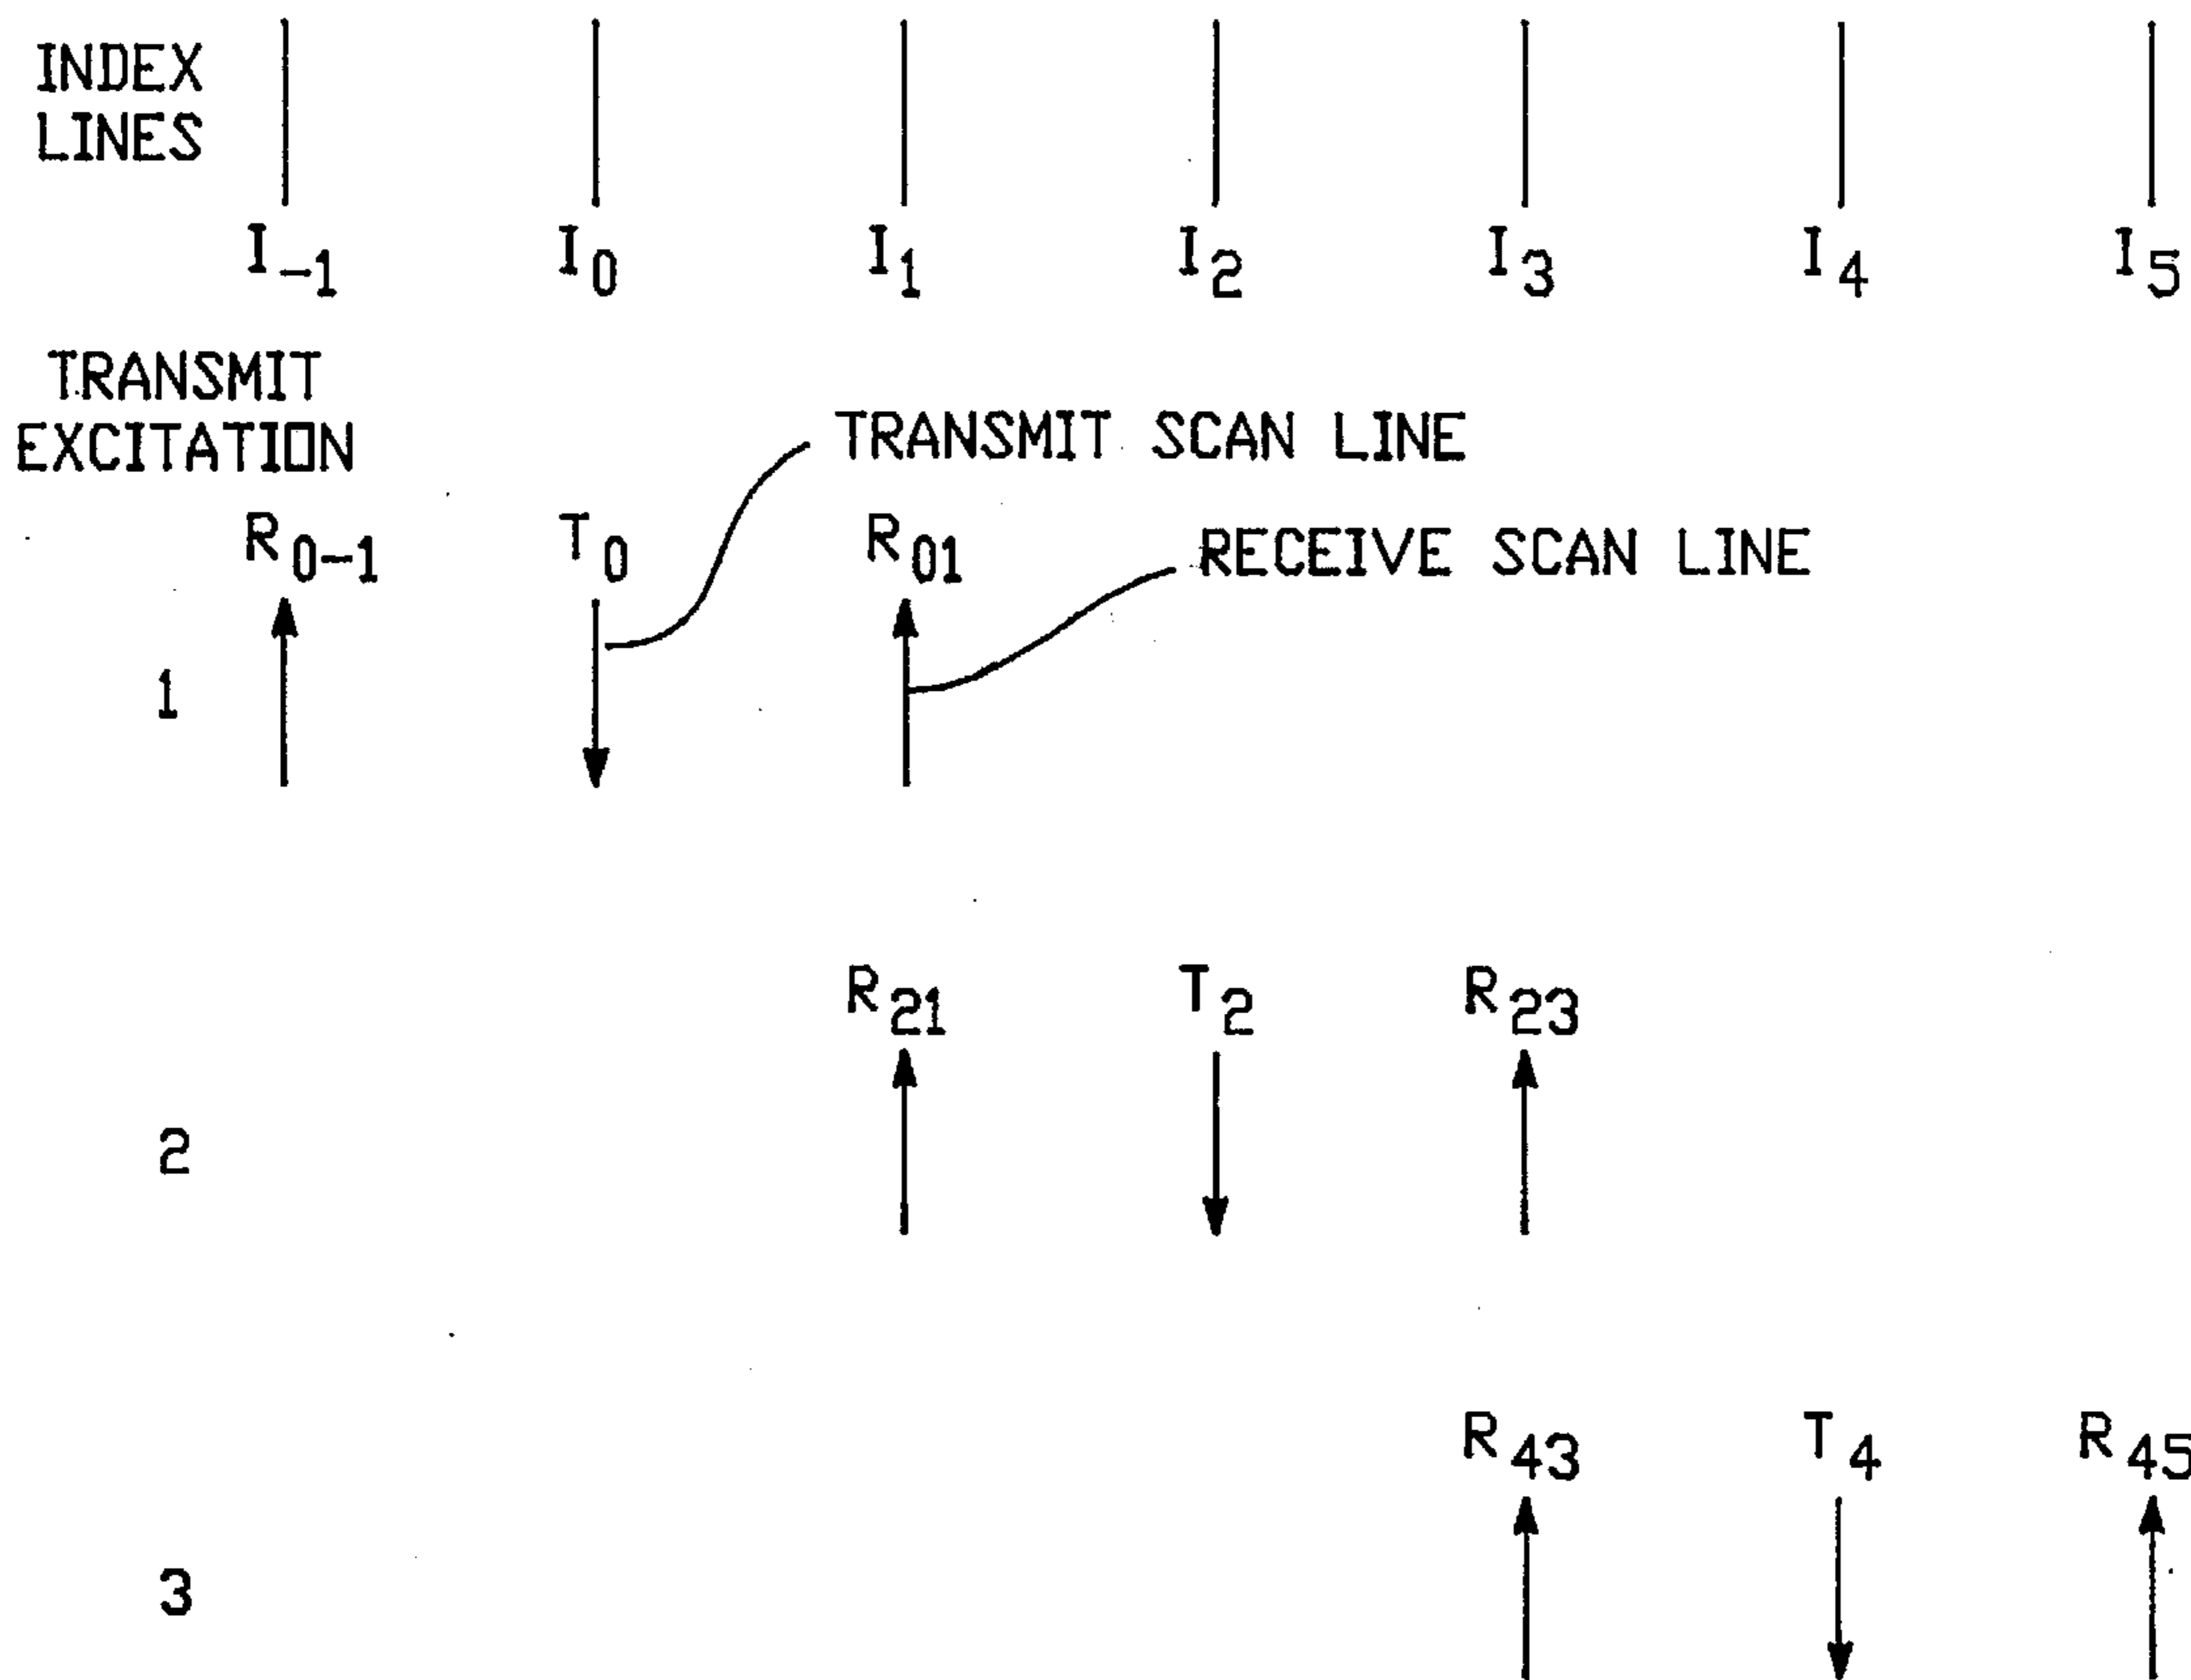 INDEX
LINES
I₋₁ I₀ I₁ I₂ I₃ I₄ I₅
TRANSMIT
EXCITATION
TRANSMIT SCAN LINE
R₀₋₁ T₀ R₀₁ RECEIVE SCAN LINE
1
R₂₁ T₂ R₂₃
2
R₄₃ T₄ R₄₅
3